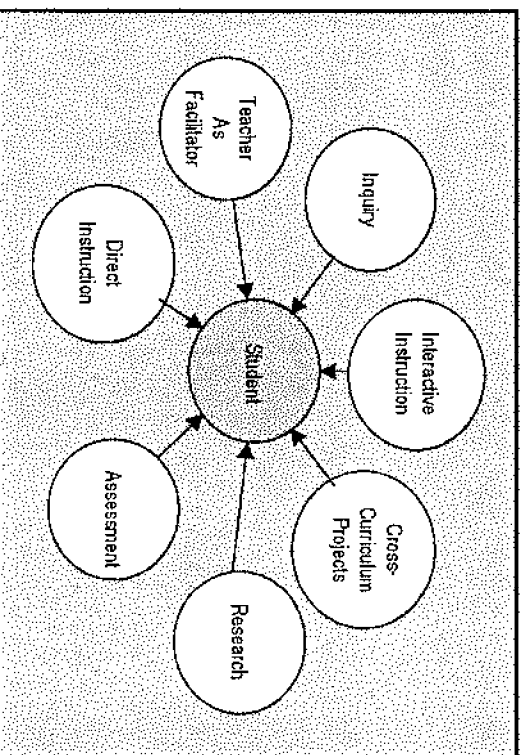 Interactive
Instruction
Inquiry
Cross-
Curriculum
Projects
Teacher
As
Facilitator
Student
Research
Direct
Instruction
Assessment